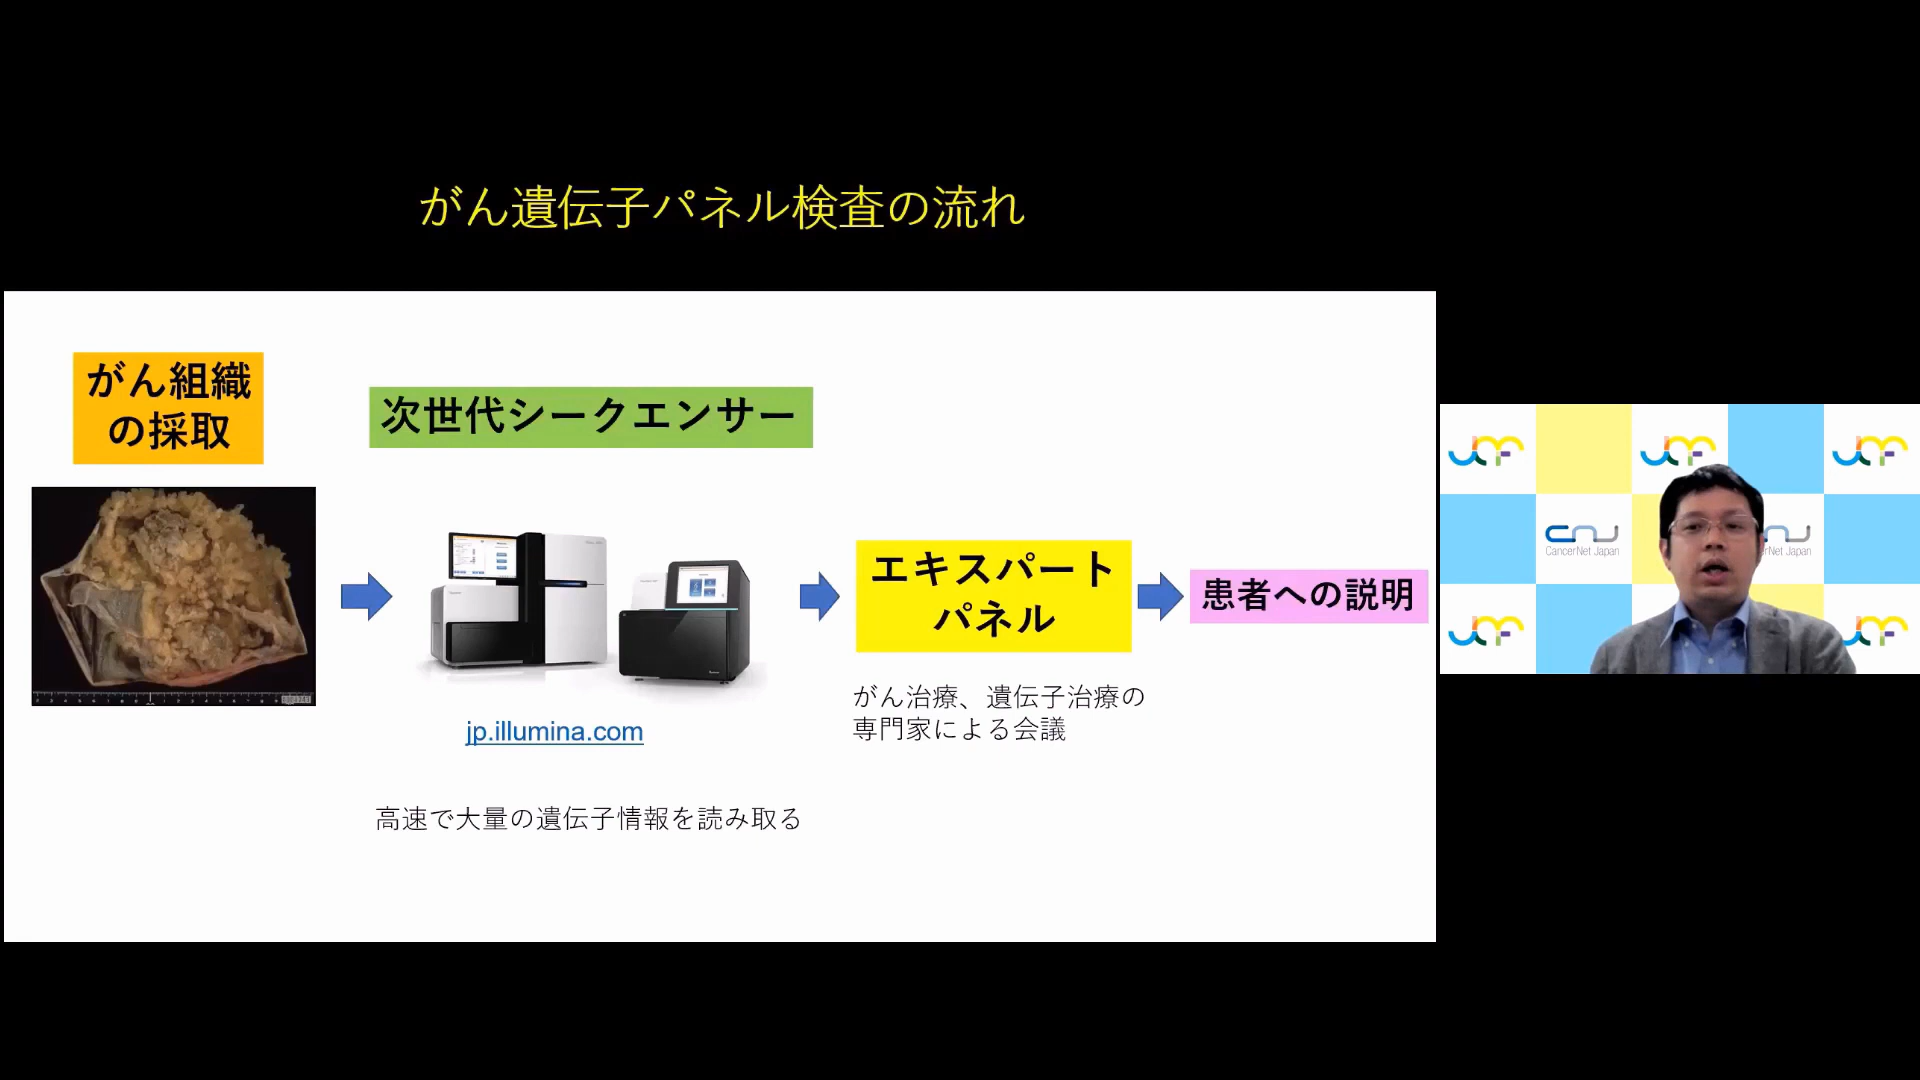 がん遺伝子パネル検査の流れ
がん組織
の採取
次世代シークエンサー
jp.illumina.com
高速で大量の遺伝子情報を読み取る
エキスパート
パネル
がん治療、遺伝子治療の
専門家による会議
患者への説明
CancerNet Japan
rNet Japan